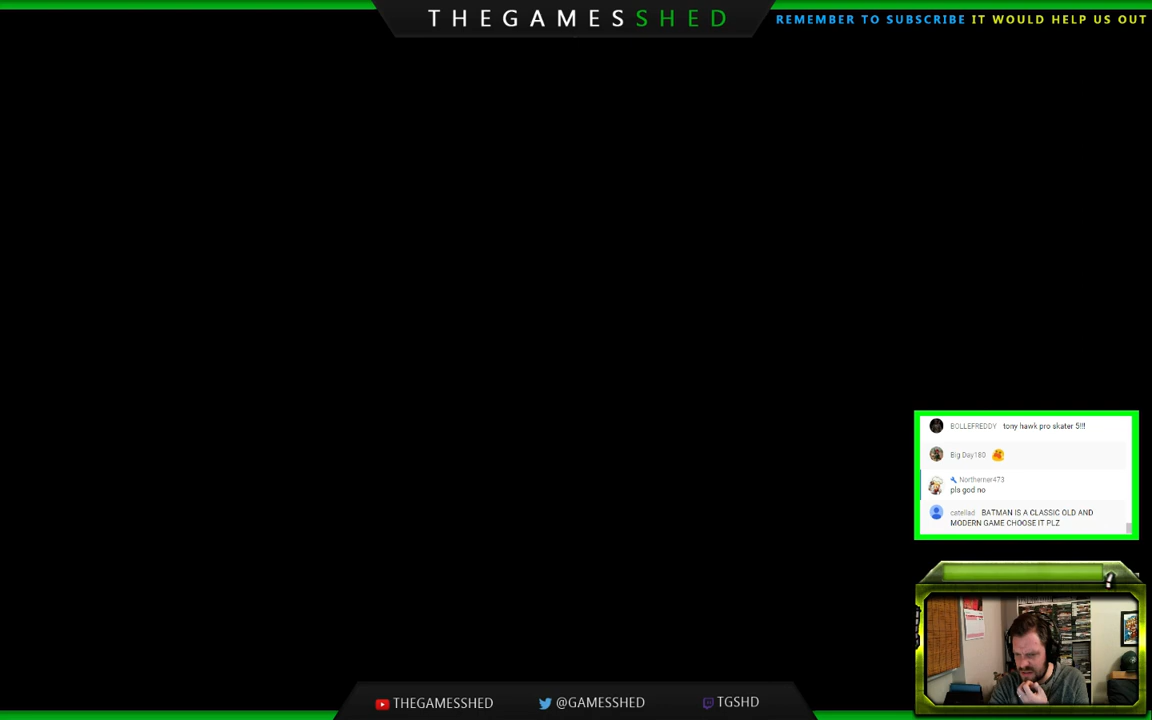 THEGAMESSHED
REMEMBER TO SUBSCRIBE IT WOULD HELP US OUT
BOLLEFREDDY tony hawk pro skater 5!!!
Big Day180
Northerner473
pls god no
catellad BATMAN IS A CLASSIC OLD AND
MODERN GAME CHOOSE IT PLZ
THEGAMESSHED @GAMESSHED TGSHD